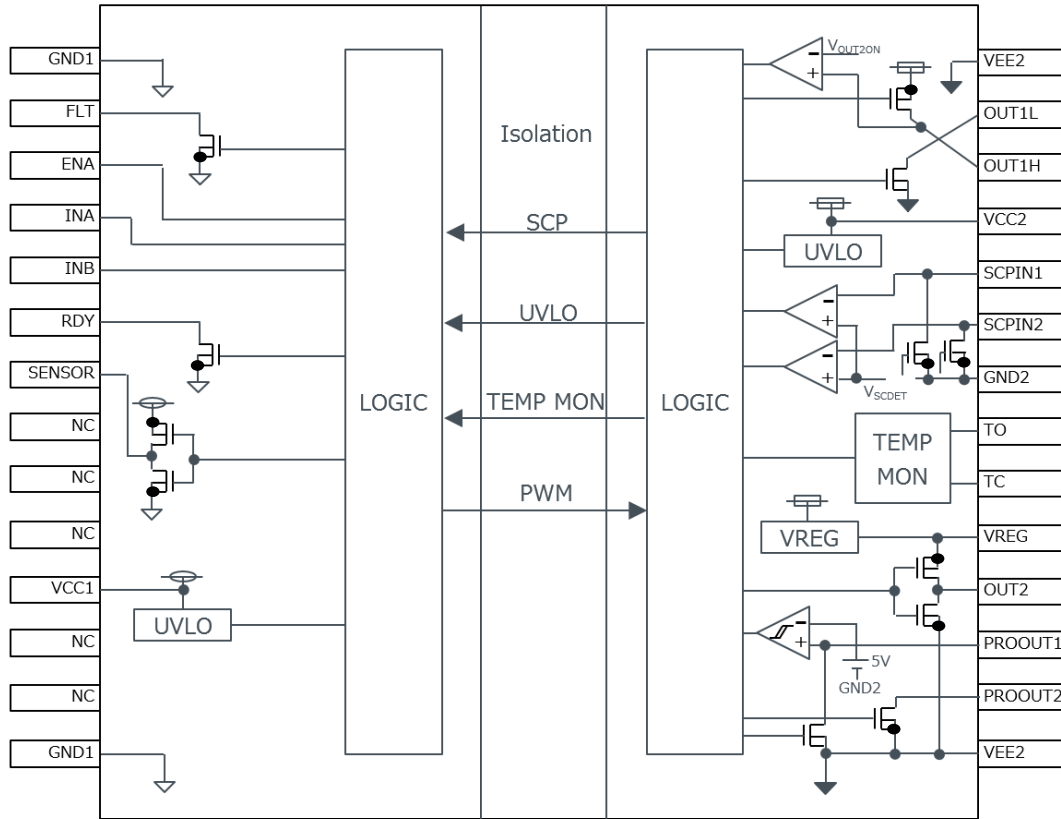 GND1
FLT
ENA
INA
INB
RDY
SENSOR
NC
NC
NC
VCC1
NC
NC
GND1
UVLO
LOGIC
Isolation
SCP
UVLO
TEMP MON
PWM
LOGIC
VOUT2ON
UVLO
VSCDET
TEMP
MON
VREG
5V
GND2
VEE2
OUT1L
OUT1H
VCC2
SCPIN1
SCPIN2
GND2
TO
TC
VREG
OUT2
PROOUT1
PROOUT2
VEE2